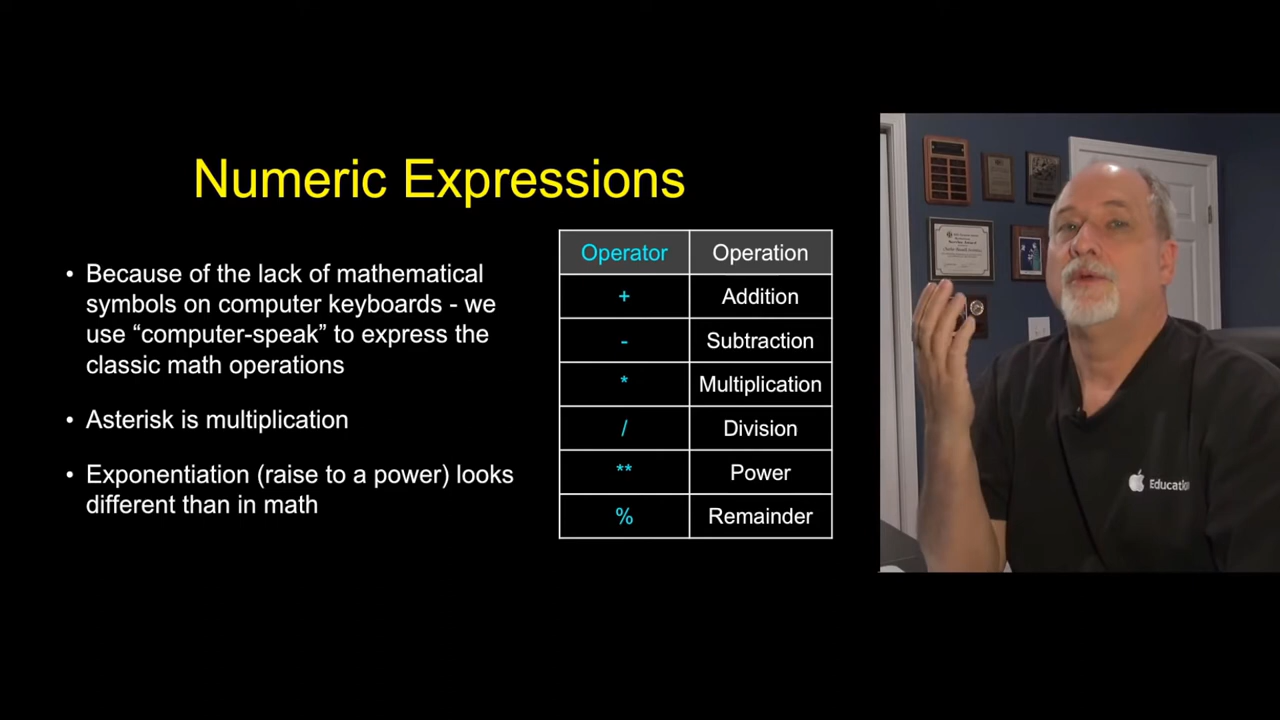 Numeric Expressions
• Because of the lack of mathematical
symbols on computer keyboards - we
use “computer-speak” to express the
classic math operations
• Asterisk is multiplication
• Exponentiation (raise to a power) looks
different than in math
Operator Operation
+ Addition
- Subtraction
* Multiplication
/ Division
** Power
% Remainder
Education